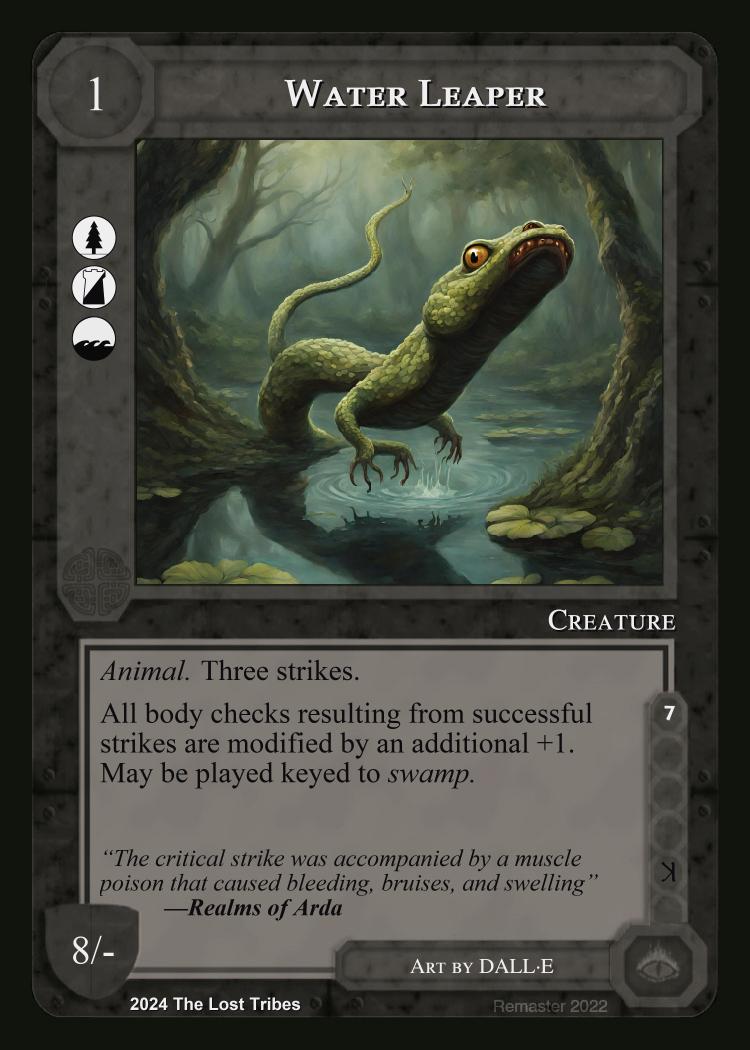 1
Water Leaper
Creature
Animal. Three strikes.
All body checks resulting from successful
strikes are modified by an additional +1.
May be played keyed to swamp.
7
“The critical strike was accompanied by a muscle
poison that caused bleeding, bruises, and swelling”
—Realms of Arda
8/-
Art by DALL·E
2024 The Lost Tribes
Remaster 2022